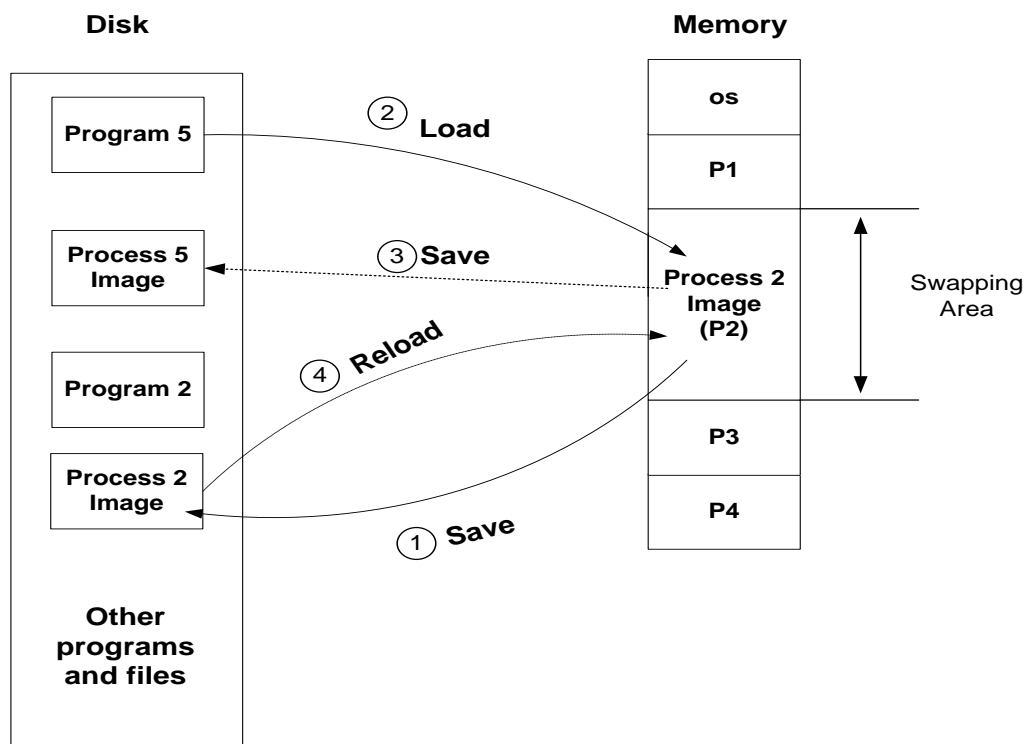 Disk
Memory
Program 5
2
Load
os
P1
Process 5
Image
3
Save
Process 2
Image
(P2)
Swapping
Area
4
Reload
Program 2
Process 2
Image
1
Save
P3
P4
Other
programs
and files